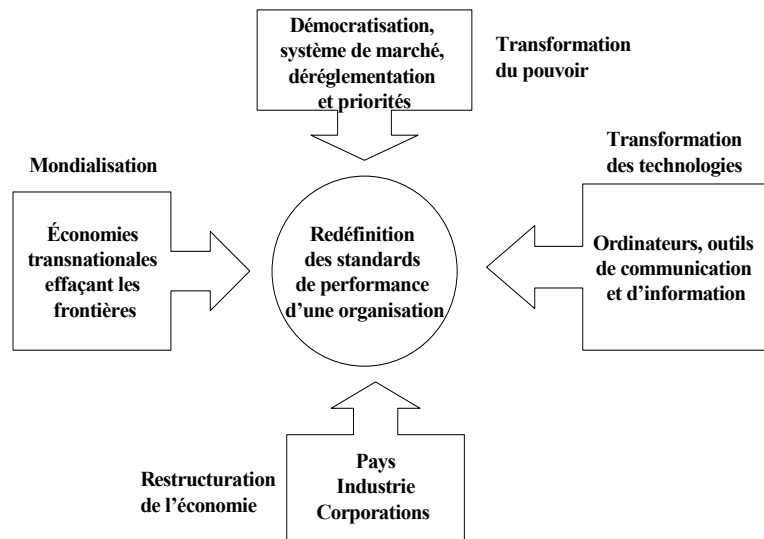 Démocratisation,
système de marché,
déréglementation
et priorités
Transformation
du pouvoir
Mondialisation
Économies
transnationales
effaçant les
frontières
Redéfinition
des standards
de performance
d’une organisation
Transformation
des technologies
Ordinateurs, outils
de communication
et d’information
Restructuration
de l’économie
Pays
Industrie
Corporations